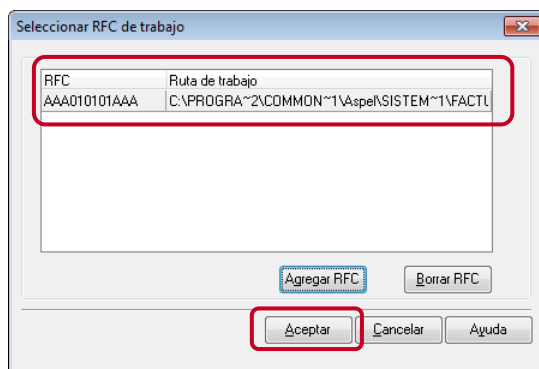 Seleccionar RFC de trabajo
RFC Ruta de trabajo
AAA010101AAA C:\PROGRA~2\COMMON~1\Aspel\SISTEM~1\FACTU
Agregar RFC Borrar RFC
Aceptar Cancelar Ayuda